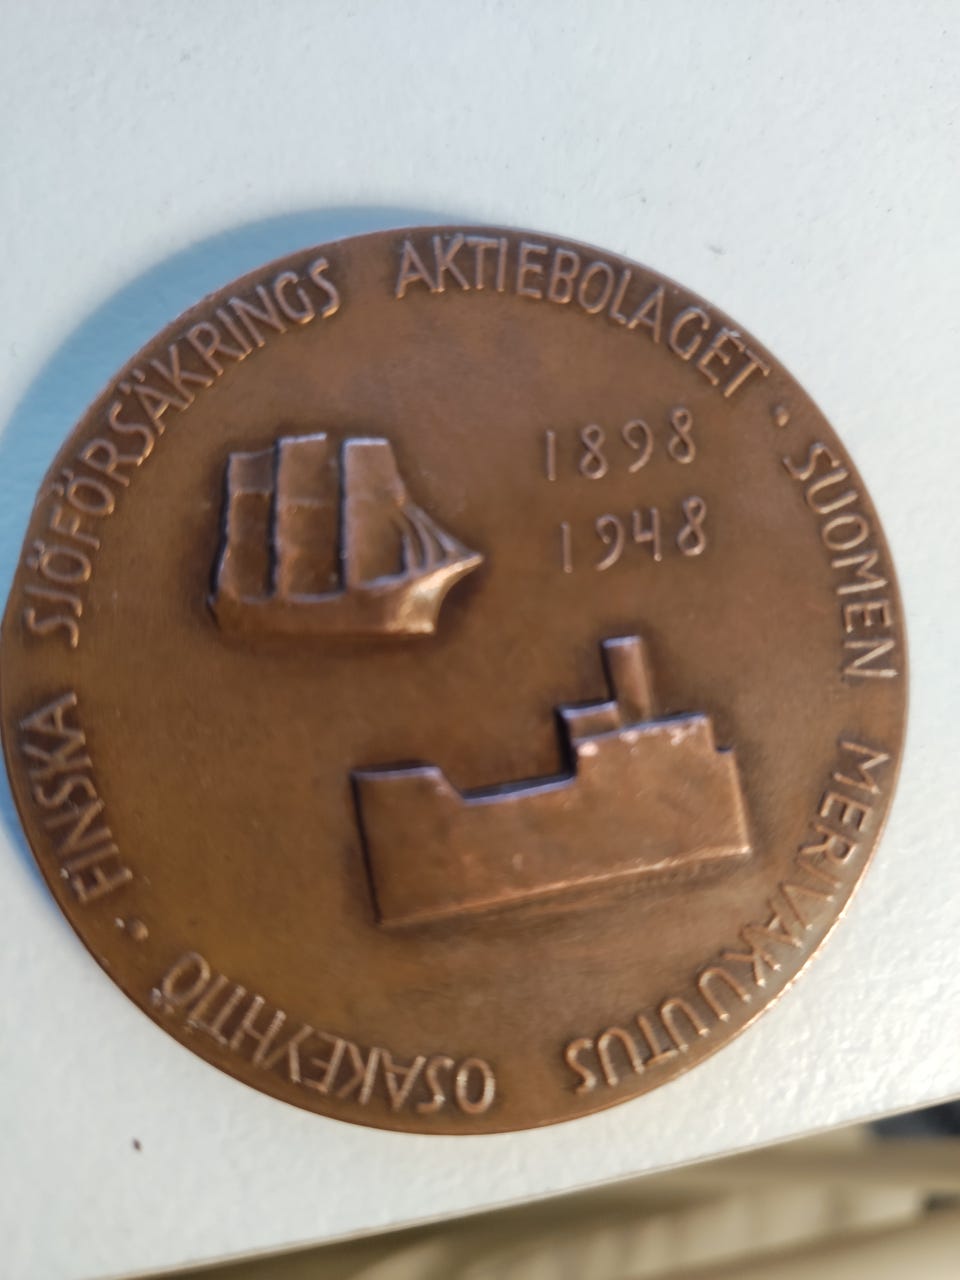 FINSKA SJÖFÖRSÄKRINGS AKTIEBOLAGET · SUOMEN MERIVAKUUTUS OSAKEYHTIÖ ·
1898
1948